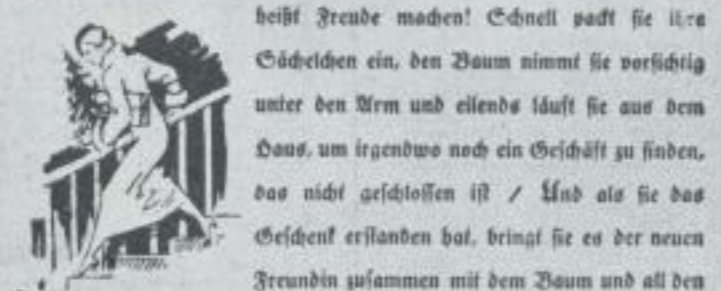 heißt Freude machen! Schnell packt sie ihre
Sächelchen ein, den Baum nimmt sie vorsichtig
unter den Arm und eilends läuft sie aus dem
Haus, um irgendwo noch ein Geschäft zu finden,
das nicht geschlossen ist / Und als sie das
Geschenk erstanden hat, bringt sie es der neuen
Freundin zusammen mit dem Baum und all den